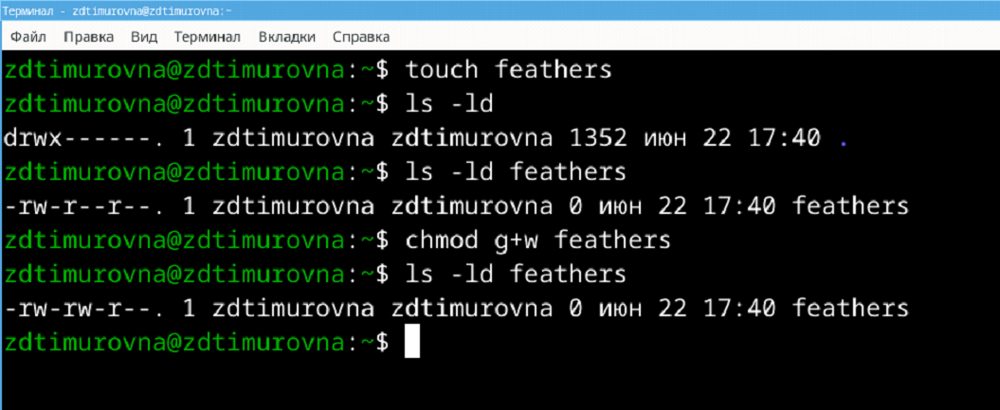 Терминал - zdtimurovna@zdtimurovna:~
Файл Правка Вид Терминал Вкладки Справка
zdtimurovna@zdtimurovna:~$ touch feathers
zdtimurovna@zdtimurovna:~$ ls -ld
drwx------. 1 zdtimurovna zdtimurovna 1352 июн 22 17:40 .
zdtimurovna@zdtimurovna:~$ ls -ld feathers
-rw-r--r--. 1 zdtimurovna zdtimurovna 0 июн 22 17:40 feathers
zdtimurovna@zdtimurovna:~$ chmod g+w feathers
zdtimurovna@zdtimurovna:~$ ls -ld feathers
-rw-rw-r--. 1 zdtimurovna zdtimurovna 0 июн 22 17:40 feathers
zdtimurovna@zdtimurovna:~$